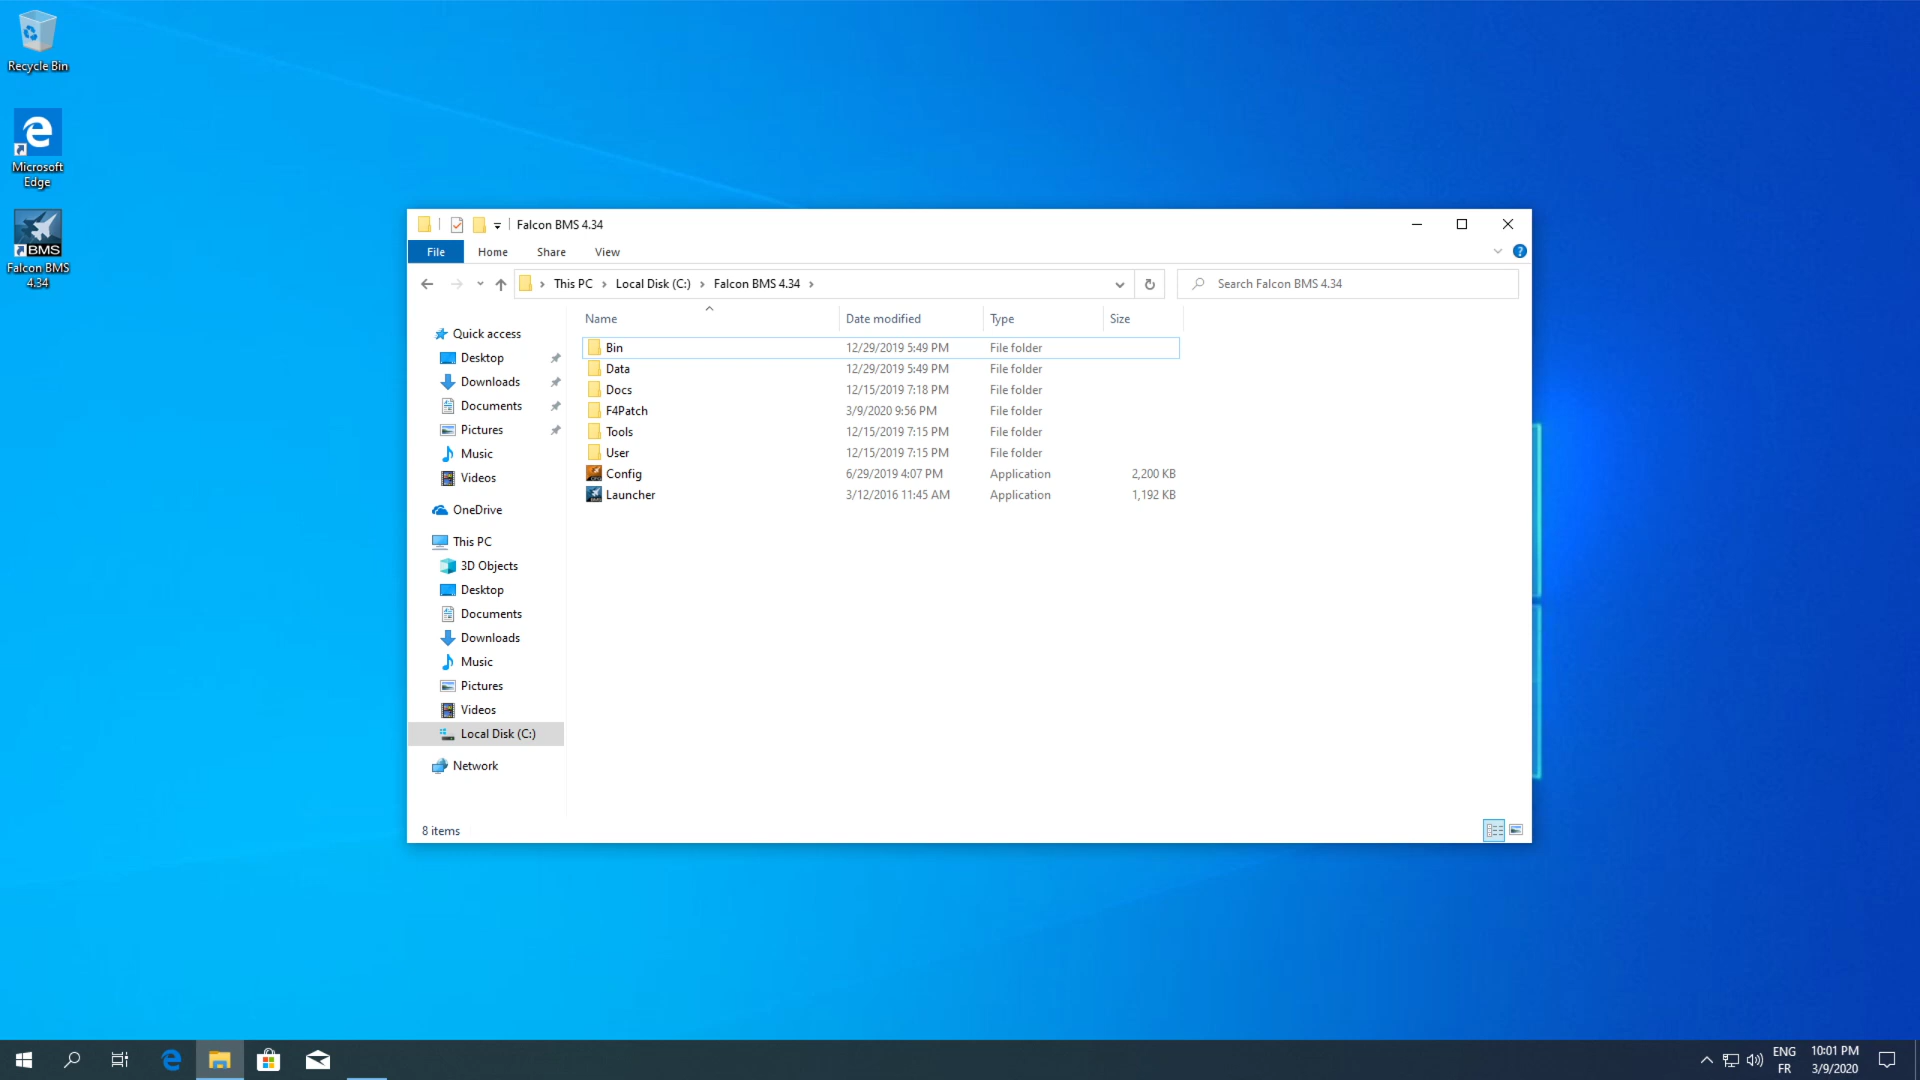 Recycle Bin
Microsoft
Edge
BMS
Falcon BMS
4.34
Falcon BMS 4.34
File Home Share View
This PC Local Disk (C:) Falcon BMS 4.34
Search Falcon BMS 4.34
Name Date modified Type Size
Quick access
Desktop
Downloads
Documents
Pictures
Music
Videos
OneDrive
This PC
3D Objects
Desktop
Documents
Downloads
Music
Pictures
Videos
Local Disk (C:)
Network
Bin 12/29/2019 5:49 PM File folder
Data 12/29/2019 5:49 PM File folder
Docs 12/15/2019 7:18 PM File folder
F4Patch 3/9/2020 9:56 PM File folder
Tools 12/15/2019 7:15 PM File folder
User 12/15/2019 7:15 PM File folder
Config 6/29/2019 4:07 PM Application 2,200 KB
Launcher 3/12/2016 11:45 AM Application 1,192 KB
8 items
ENG
FR
10:01 PM
3/9/2020